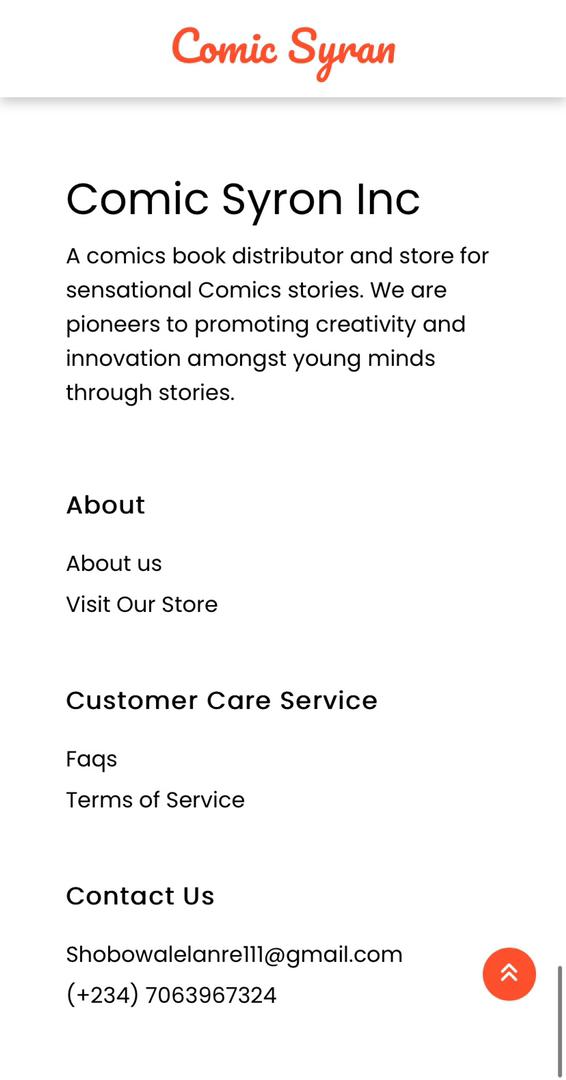 Comic Syran
Comic Syron Inc
A comics book distributor and store for
sensational Comics stories. We are
pioneers to promoting creativity and
innovation amongst young minds
through stories.
About
About us
Visit Our Store
Customer Care Service
Faqs
Terms of Service
Contact Us
Shobowalelanre111@gmail.com
(+234) 7063967324